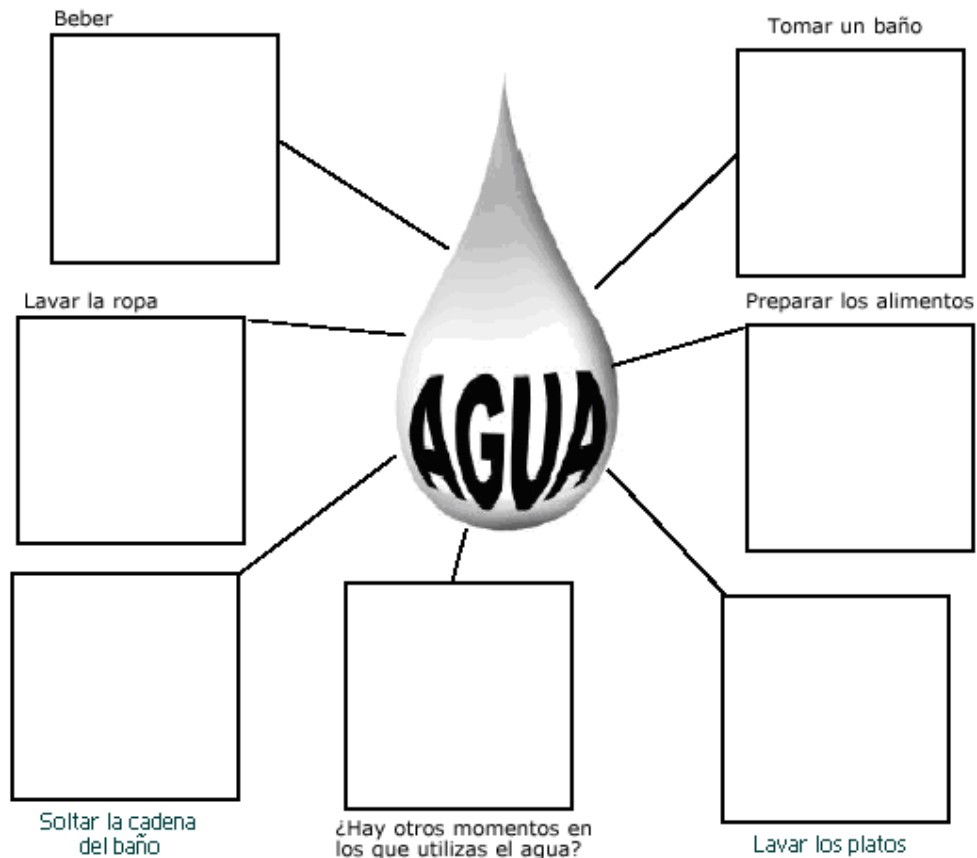 Beber
Tomar un baño
Lavar la ropa
Preparar los alimentos
AGUA
Soltar la cadena
del baño
¿Hay otros momentos en
los que utilizas el agua?
Lavar los platos